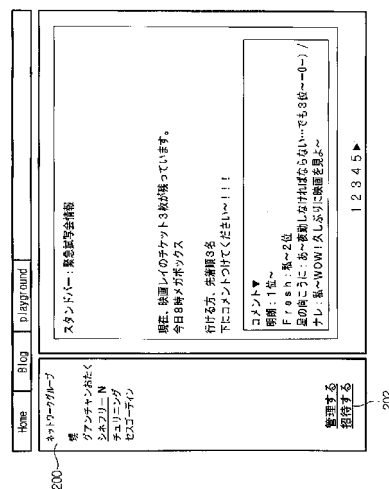 Home
Blog
playground
ネットワークグループ
煙
グアンチャンおたく
シネフリーN
チュリニング
セスゴーディン
管理する
招待する
200
202
スタンドバー：緊急試写会情報
現在、映画レイのチケット3枚が残っています。
今日8時メガボックス
行ける方、先着順3名
下にコメントつけてください～！！！
コメント▼
明朗：1位～
Fresh：私～2位
星の向こうに：あ～夜勤しなければならない…でも3位～－0－）/
ナレ：私～WOW！久しぶりに映画を見よ～
1 2 3 4 5 ▶